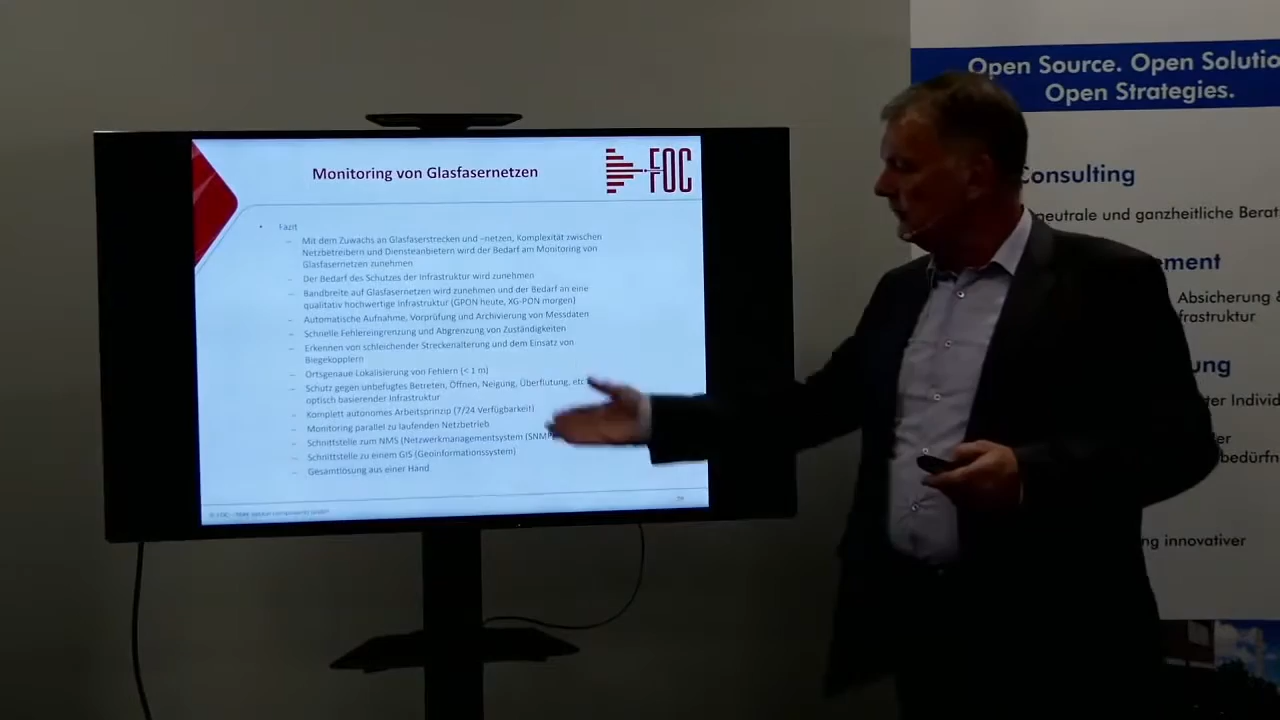 Monitoring von Glasfasernetzen
FOC
• Fazit
– Mit dem Zuwachs an Glasfaserstrecken und –netzen, Komplexität zwischen
Netzbetreibern und Diensteanbietern wird der Bedarf am Monitoring von
Glasfasernetzen zunehmen
– Der Bedarf des Schutzes der Infrastruktur wird zunehmen
– Bandbreite auf Glasfasernetzen wird zunehmen und der Bedarf an eine
qualitativ hochwertige Infrastruktur (GPON heute, XG-PON morgen)
– Automatische Aufnahme, Vorprüfung und Archivierung von Messdaten
– Schnelle Fehlereingrenzung und Abgrenzung von Zuständigkeiten
– Erkennen von schleichender Streckenalterung und dem Einsatz von
Biegekopplern
– Ortsgenaue Lokalisierung von Fehlern (< 1 m)
– Schutz gegen unbefugtes Betreten, Öffnen, Neigung, Überflutung, etc
optisch basierender Infrastruktur
– Komplett autonomes Arbeitsprinzip (7/24 Verfügbarkeit)
– Monitoring parallel zu laufenden Netzbetrieb
– Schnittstelle zum NMS (Netzwerkmanagementsystem (SNMP
– Schnittstelle zu einem GIS (Geoinformationssystem)
– Gesamtlösung aus einer Hand
Open Source. Open Solutio
Open Strategies.
Consulting
neutrale und ganzheitliche Berat
ement
Absicherung &
frastruktur
ung
ter Individ
der
bedürfn
ng innovativer